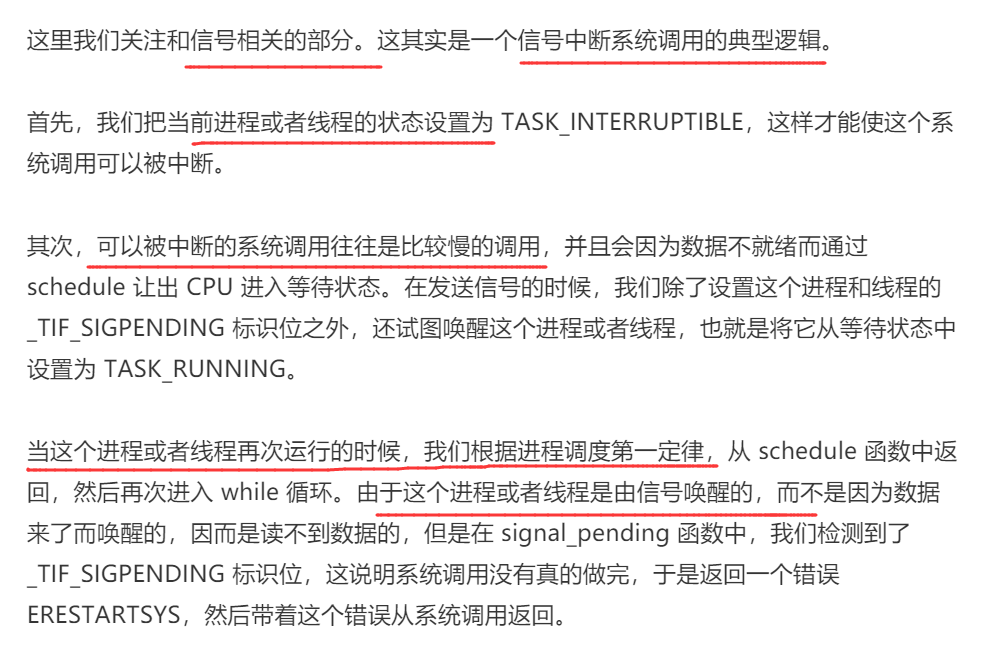 这里我们关注和信号相关的部分。这其实是一个信号中断系统调用的典型逻辑。
首先，我们把当前进程或者线程的状态设置为 TASK_INTERRUPTIBLE，这样才能使这个系
统调用可以被中断。
其次，可以被中断的系统调用往往是比较慢的调用，并且会因为数据不就绪而通过
schedule 让出 CPU 进入等待状态。在发送信号的时候，我们除了设置这个进程和线程的
_TIF_SIGPENDING 标识位之外，还试图唤醒这个进程或者线程，也就是将它从等待状态中
设置为 TASK_RUNNING。
当这个进程或者线程再次运行的时候，我们根据进程调度第一定律，从 schedule 函数中返
回，然后再次进入 while 循环。由于这个进程或者线程是由信号唤醒的，而不是因为数据
来了而唤醒的，因而是读不到数据的，但是在 signal_pending 函数中，我们检测到了
_TIF_SIGPENDING 标识位，这说明系统调用没有真的做完，于是返回一个错误
ERESTARTSYS，然后带着这个错误从系统调用返回。